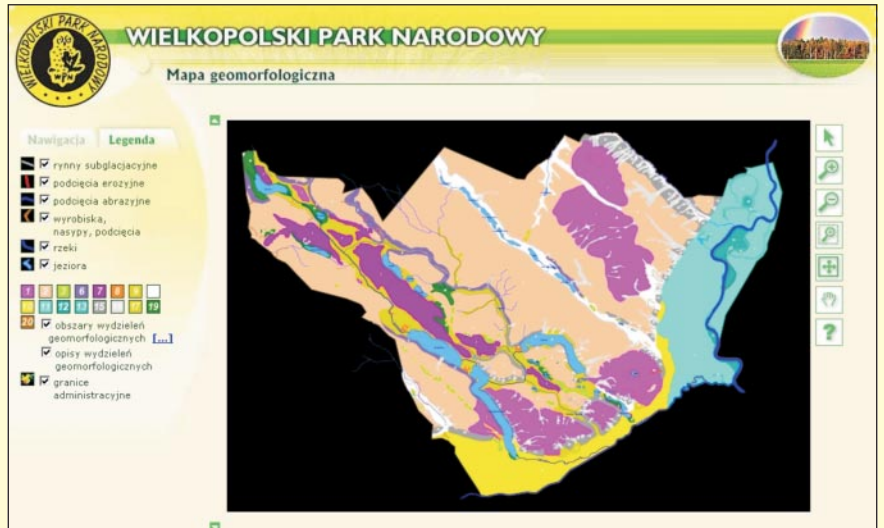 WIELKOPOLSKI PARK NARODOWY
WIELKOPOLSKI PARK NARODOWY
WPN
Mapa geomorfologiczna
Nawigacja Legenda
rynny subglacjacyjne
podcięcia erozyjne
podcięcia abrazyjne
wyrobiska,
nasypy, podcięcia
rzeki
jeziora
1 2 3 6 7 8 9
10 11 12 13 15 17 19
20 obszary wydzieleń
geomorfologicznych [...]
opisy wydzieleń
geomorfologicznych
granice
administracyjne
?